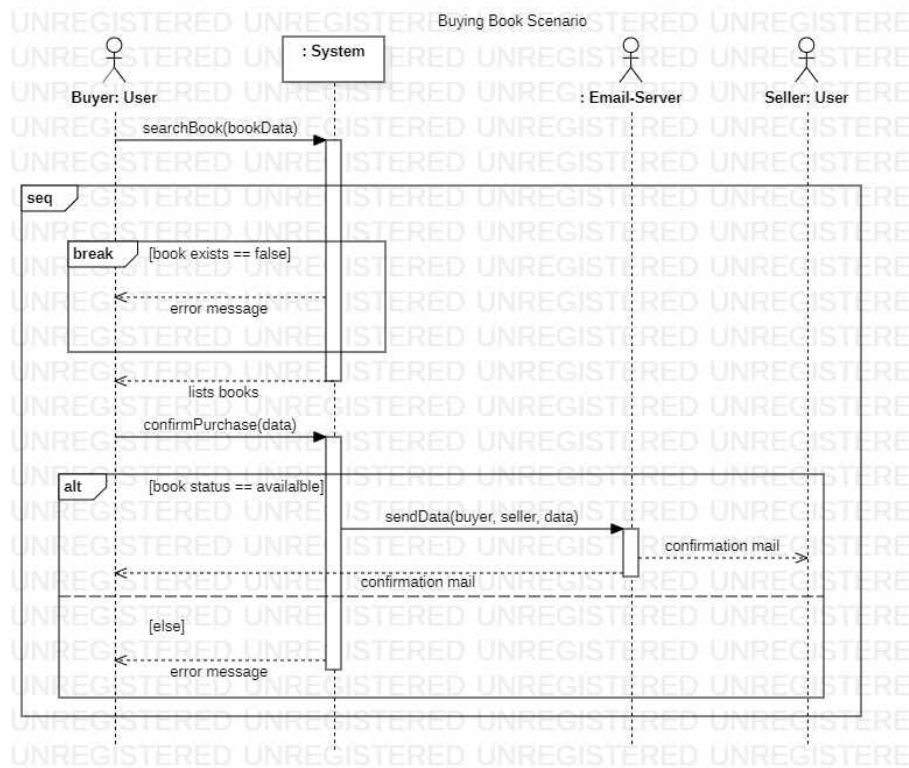 Buying Book Scenario
: System
Buyer: User
: Email-Server
Seller: User
searchBook(bookData)
seq
break
[book exists == false]
error message
lists books
confirmPurchase(data)
alt
[book status == availalble]
sendData(buyer, seller, data)
confirmation mail
confirmation mail
[else]
error message
UNREGISTERED